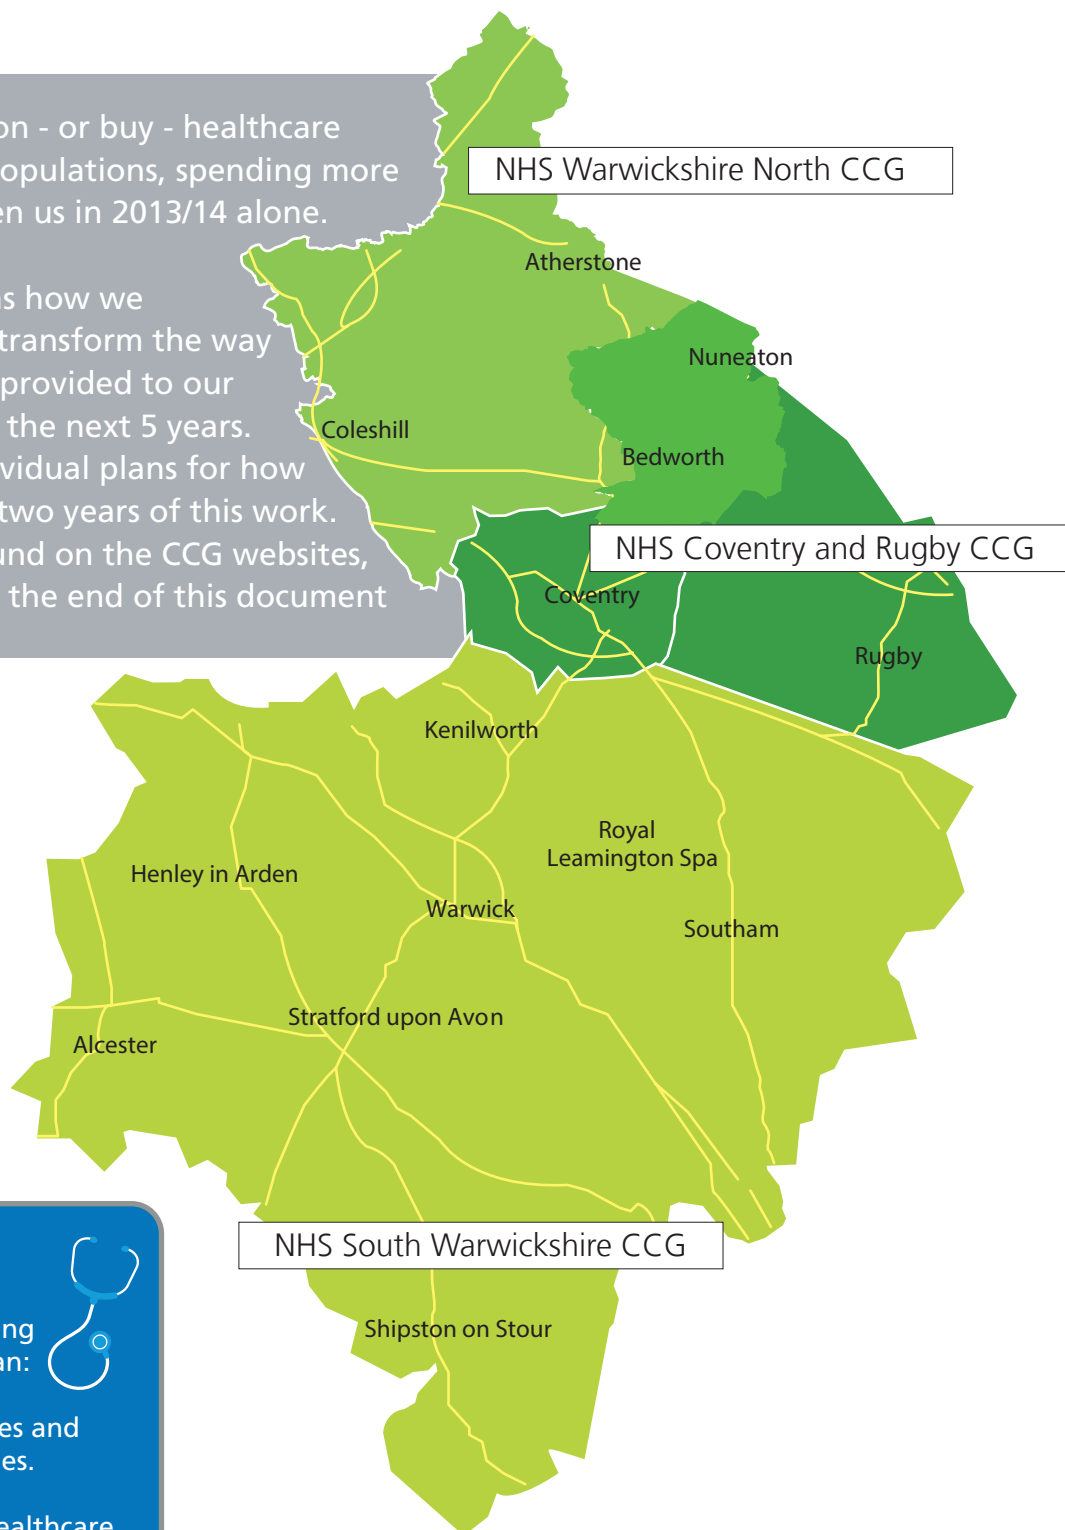 on - or buy - healthcare
opulations, spending more
en us in 2013/14 alone.
s how we
transform the way
provided to our
the next 5 years.
vidual plans for how
two years of this work.
und on the CCG websites,
the end of this document
NHS Warwickshire North CCG
Atherstone
Nuneaton
Coleshill
Bedworth
NHS Coventry and Rugby CCG
Coventry
Rugby
Kenilworth
Royal
Leamington Spa
Henley in Arden
Warwick
Southam
Stratford upon Avon
Alcester
NHS South Warwickshire CCG
Shipston on Stour
ng
an:
es and
es.
ealthcare